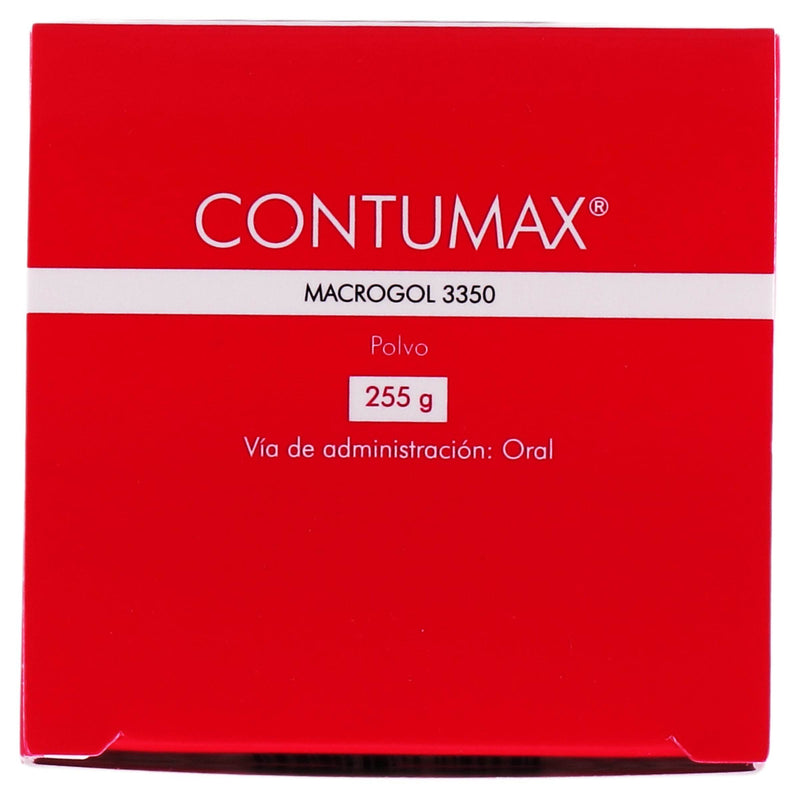 CONTUMAX®
MACROGOL 3350
Polvo
255 g
Vía de administración: Oral